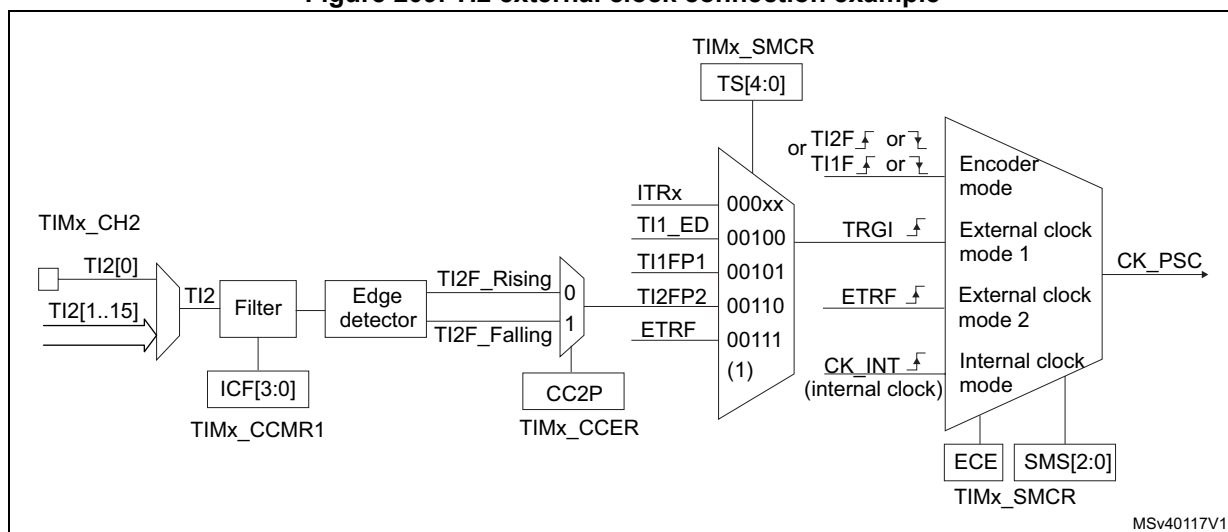 TIMx_SMCR
TS[4:0]
or TI2F or
TI1F or
Encoder
mode
ITRx
000xx
TIMx_CH2
TI1_ED
00100
TRGI
External clock
mode 1
CK_PSC
TI2[0]
TI1FP1
00101
TI2F_Rising
0
TI2
Filter
Edge
detector
TI2FP2
00110
ETRF
External clock
mode 2
TI2[1..15]
1
TI2F_Falling
ETRF
00111
(1)
CK_INT
(internal clock)
Internal clock
mode
ICF[3:0]
TIMx_CCMR1
CC2P
TIMx_CCER
ECE
SMS[2:0]
TIMx_SMCR
MSv40117V1